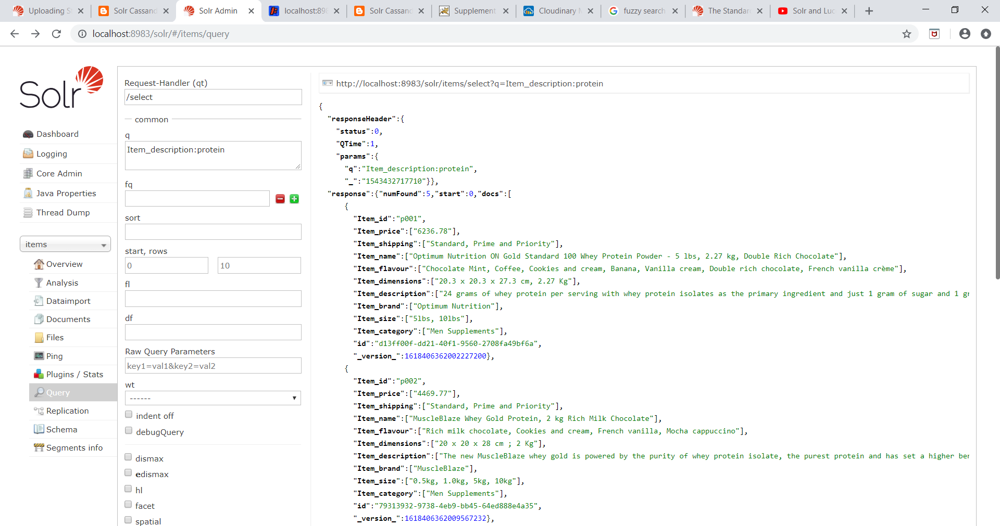 Uploading St
Solr Cassand
Solr Admin
localhost:898
Solr Cassand
Supplement
Cloudinary M
fuzzy search
The Standar
Solr and Luc
localhost:8983/solr/#/items/query
Solr
Dashboard
Logging
Core Admin
Java Properties
Thread Dump
items
Overview
Analysis
Dataimport
Documents
Files
Ping
Plugins / Stats
Query
Replication
Schema
Segments info
Request-Handler (qt)
/select
common
q
Item_description:protein
fq
sort
start, rows
0 10
fl
df
Raw Query Parameters
key1=val1&key2=val2
wt
------
indent off
debugQuery
dismax
edismax
hl
facet
spatial
http://localhost:8983/solr/items/select?q=Item_description:protein
{
"responseHeader":{
"status":0,
"QTime":1,
"params":{
"q":"Item_description:protein",
"_":"1543432717710"}},
"response":{"numFound":5,"start":0,"docs":[
{
"Item_id":"p001",
"Item_price":["6236.78"],
"Item_shipping":["Standard, Prime and Priority"],
"Item_name":["Optimum Nutrition ON Gold Standard 100 Whey Protein Powder - 5 lbs, 2.27 kg, Double Rich Chocolate"],
"Item_flavour":["Chocolate Mint, Coffee, Cookies and cream, Banana, Vanilla cream, Double rich chocolate, French vanilla crème"],
"Item_dimensions":["20.3 x 20.3 x 27.3 cm, 2.27 Kg"],
"Item_description":["24 grams of whey protein per serving with whey protein isolates as the primary ingredient and just 1 gram of sugar and 1 gr
"Item_brand":["Optimum Nutrition"],
"Item_size":["5lbs, 10lbs"],
"Item_category":["Men Supplements"],
"id":"d13ff00f-dd21-40f1-9560-2708fa49bf6a",
"_version_":1618406362002227200},
{
"Item_id":"p002",
"Item_price":["4469.77"],
"Item_shipping":["Standard, Prime and Priority"],
"Item_name":["MuscleBlaze Whey Gold Protein, 2 kg Rich Milk Chocolate"],
"Item_flavour":["Rich milk chocolate, Cookies and cream, French vanilla, Mocha cappuccino"],
"Item_dimensions":["20 x 20 x 28 cm ; 2 Kg"],
"Item_description":["The new MuscleBlaze whey gold is powered by the purity of whey protein isolate, the purest protein and has set a higher ber
"Item_brand":["MuscleBlaze"],
"Item_size":["0.5kg, 1.0kg, 5kg, 10kg"],
"Item_category":["Men Supplements"],
"id":"79313932-9738-4eb9-bb45-64ed888e4a35",
"_version_":1618406362009567232},